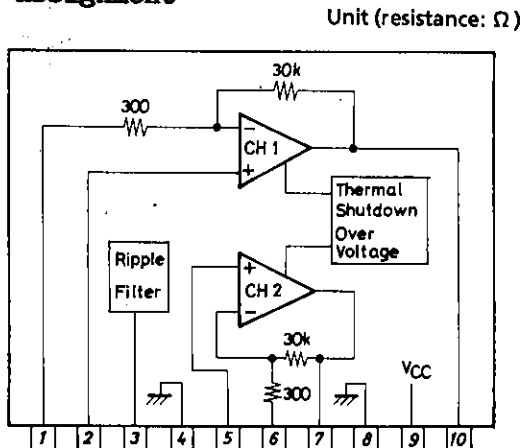 Unit (resistance: Ω)
30k
300
−
CH 1
+
Thermal
Shutdown
Over
Voltage
Ripple
Filter
+
CH 2
−
30k
300
VCC
1 2 3 4 5 6 7 8 9 10